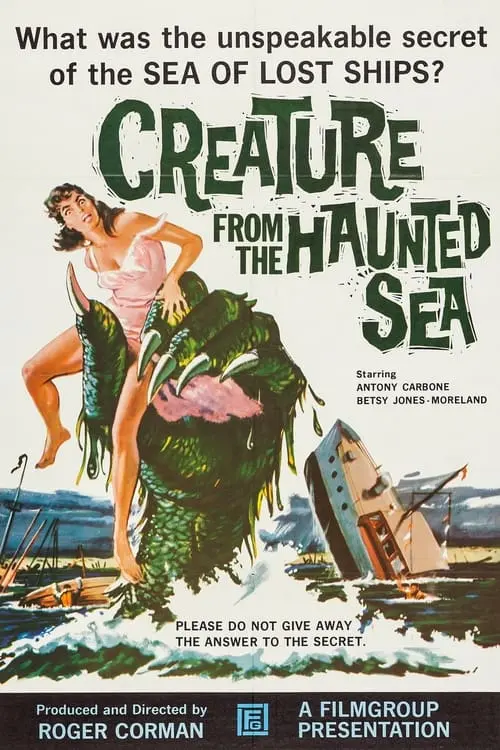 What was the unspeakable secret
of the SEA OF LOST SHIPS?
CREATURE
FROM
THE HAUNTED
SEA
Starring
ANTONY CARBONE
BETSY JONES-MORELAND
PLEASE DO NOT GIVE AWAY
THE ANSWER TO THE SECRET.
Produced and Directed by
ROGER CORMAN
FG
A FILMGROUP
PRESENTATION